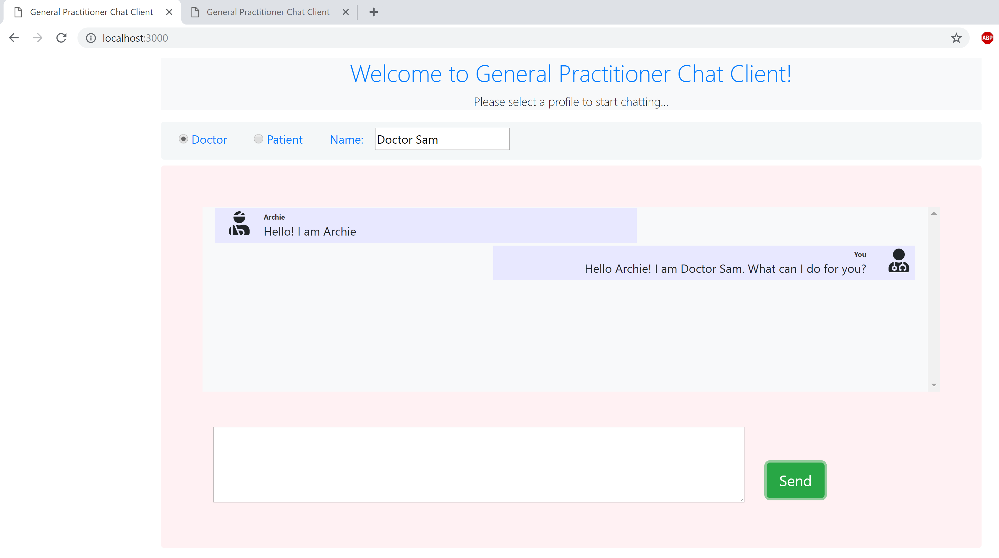 General Practitioner Chat Client
General Practitioner Chat Client
localhost:3000
ABP
Welcome to General Practitioner Chat Client!
Please select a profile to start chatting...
Doctor Patient Name: Doctor Sam
Archie
Hello! I am Archie
You
Hello Archie! I am Doctor Sam. What can I do for you?
Send